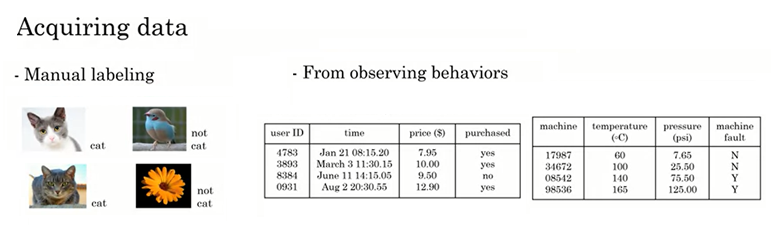 Acquiring data
- Manual labeling
cat
not
cat
cat
not
cat
- From observing behaviors
user ID time price ($) purchased
4783 Jan 21 08:15.20 7.95 yes
3893 March 3 11:30.15 10.00 yes
8384 June 11 14:15.05 9.50 no
0931 Aug 2 20:30.55 12.90 yes
machine temperature pressure machine
(°C) (psi) fault
17987 60 7.65 N
34672 100 25.50 N
08542 140 75.50 Y
98536 165 125.00 Y